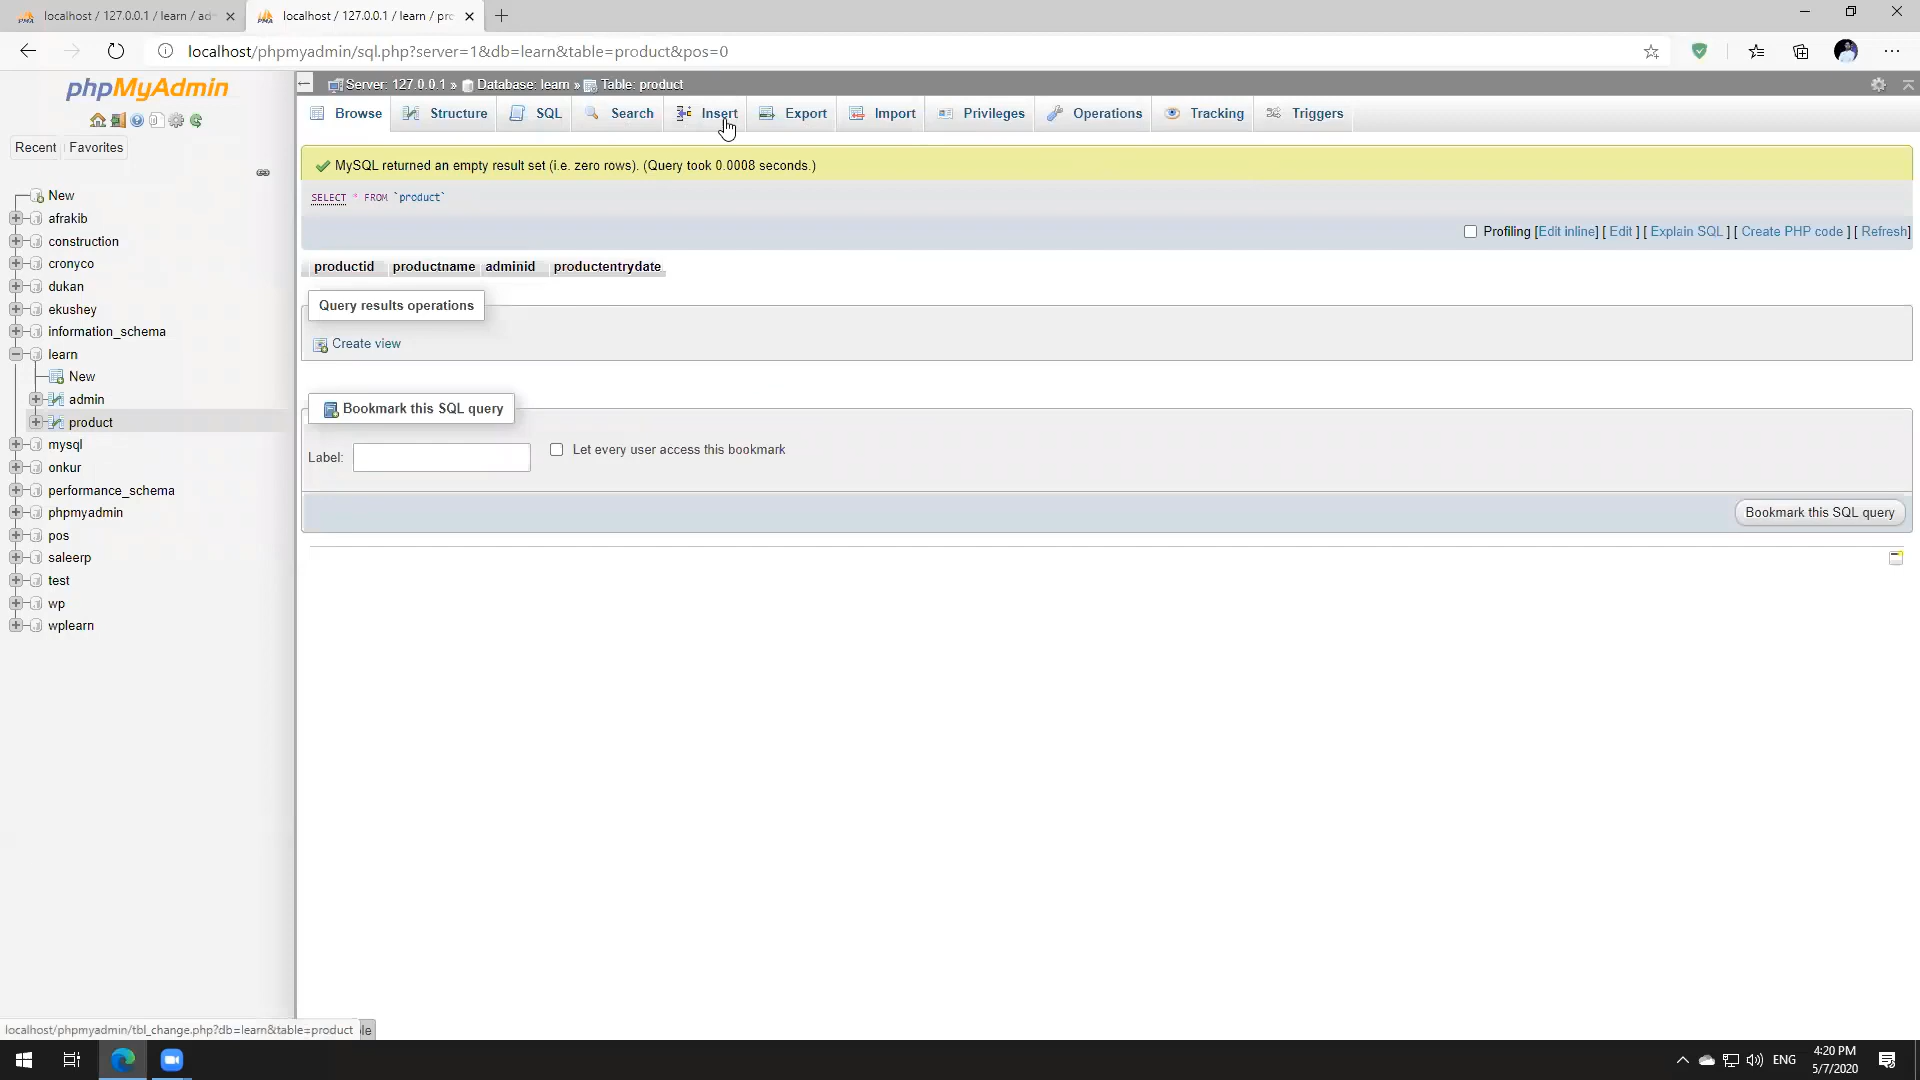 localhost / 127.0.0.1 / learn / ad
localhost / 127.0.0.1 / learn / pro
localhost/phpmyadmin/sql.php?server=1&db=learn&table=product&pos=0
phpMyAdmin
Recent
Favorites
New
afrakib
construction
cronyco
dukan
ekushey
information_schema
learn
New
admin
product
mysql
onkur
performance_schema
phpmyadmin
pos
saleerp
test
wp
wplearn
Server: 127.0.0.1 » Database: learn » Table: product
Browse Structure SQL Search Insert Export Import Privileges Operations Tracking Triggers
MySQL returned an empty result set (i.e. zero rows). (Query took 0.0008 seconds.)
SELECT * FROM `product`
Profiling [Edit inline] [ Edit ] [ Explain SQL ] [ Create PHP code ] [ Refresh]
productid productname adminid productentrydate
Query results operations
Create view
Bookmark this SQL query
Label:
Let every user access this bookmark
Bookmark this SQL query
localhost/phpmyadmin/tbl_change.php?db=learn&table=product
ENG
4:20 PM
5/7/2020